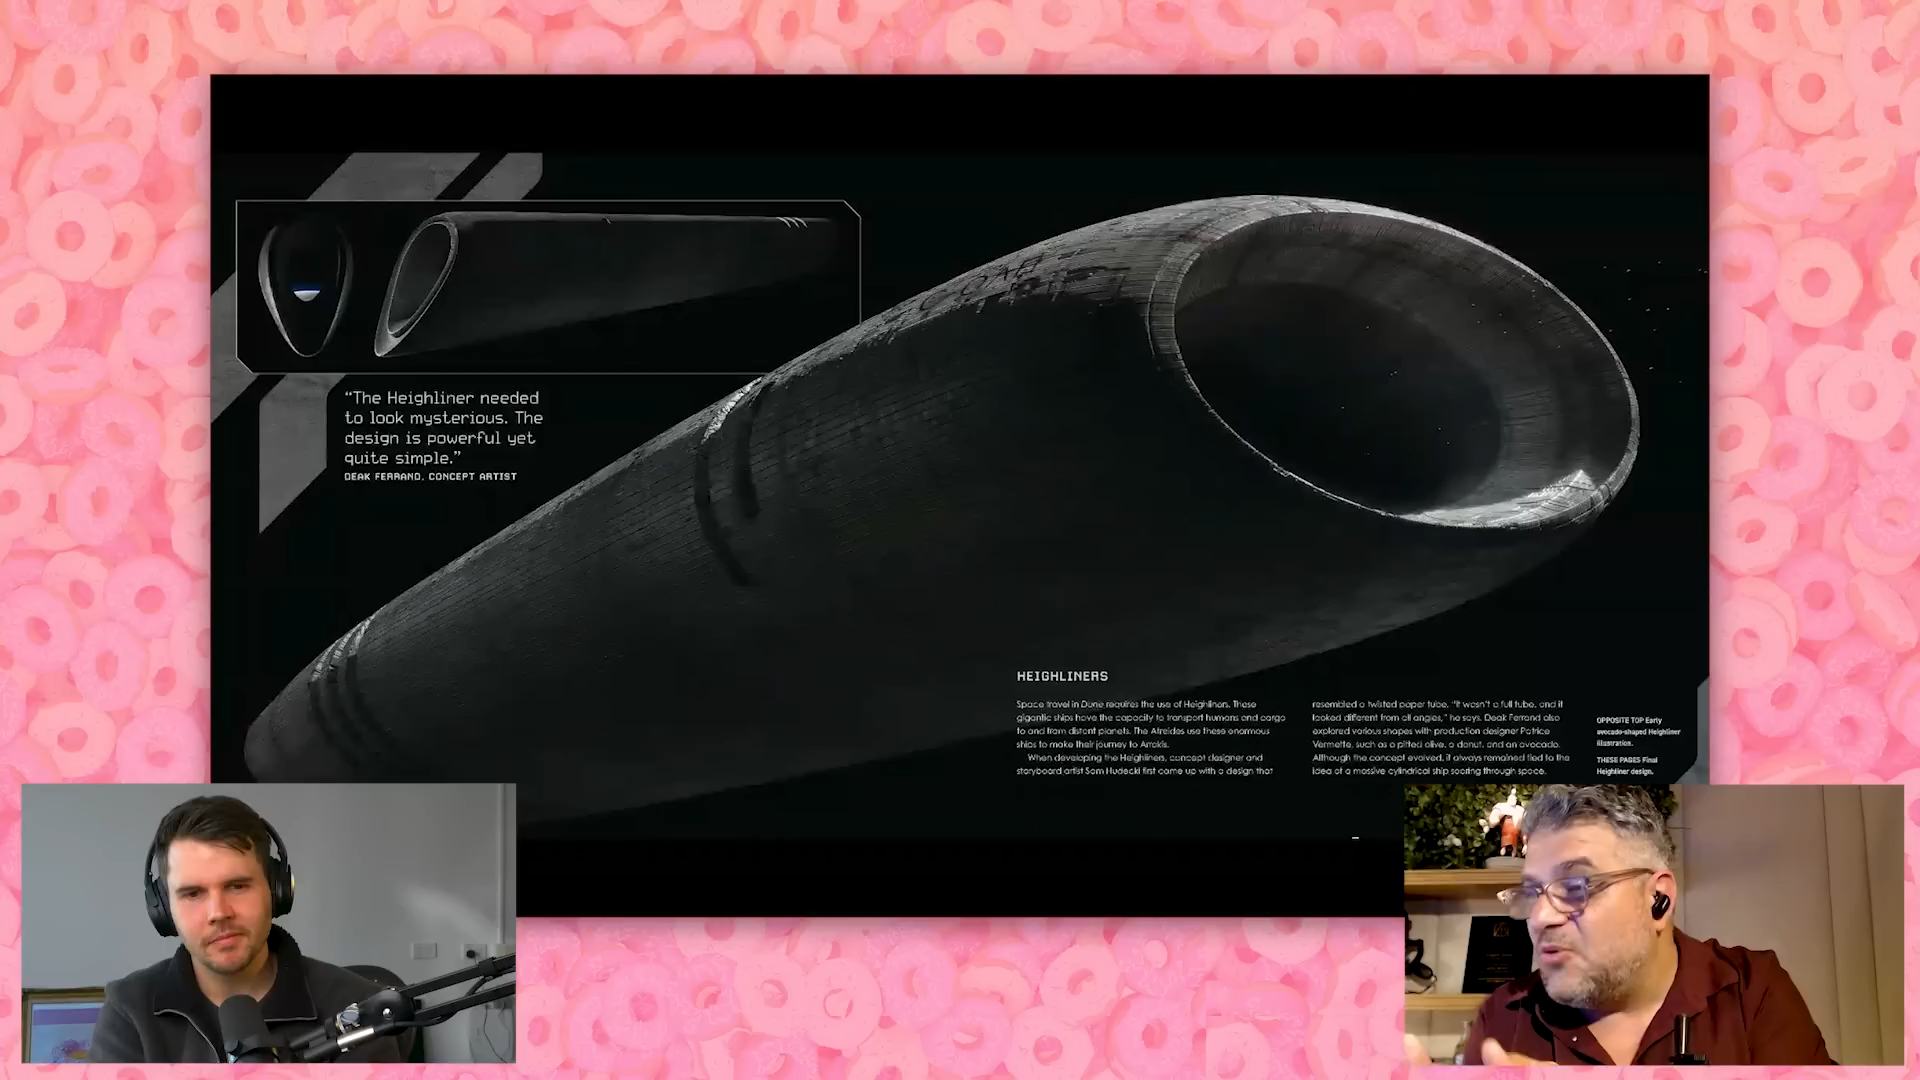 “The Heighliner needed
to look mysterious. The
design is powerful yet
quite simple.”
DEAK FERRAND, CONCEPT ARTIST
HEIGHLINERS
Space travel in Dune requires the use of Heighliners. These
gigantic ships have the capacity to transport humans and cargo
to and from distant planets. The Atreides use these enormous
ships to make their journey to Arrakis.
When developing the Heighliners, concept designer and
storyboard artist Sam Hudecki first came up with a design that
resembled a twisted paper tube. “It wasn’t a full tube, and it
looked different from all angles,” he says. Deak Ferrand also
explored various shapes with production designer Patrice
Vermette, such as a pitted olive, a donut, and an avocado.
Although the concept evolved, it always remained tied to the
idea of a massive cylindrical ship soaring through space.
OPPOSITE TOP Early
avocado-shaped Heighliner
illustration.
THESE PAGES Final
Heighliner design.